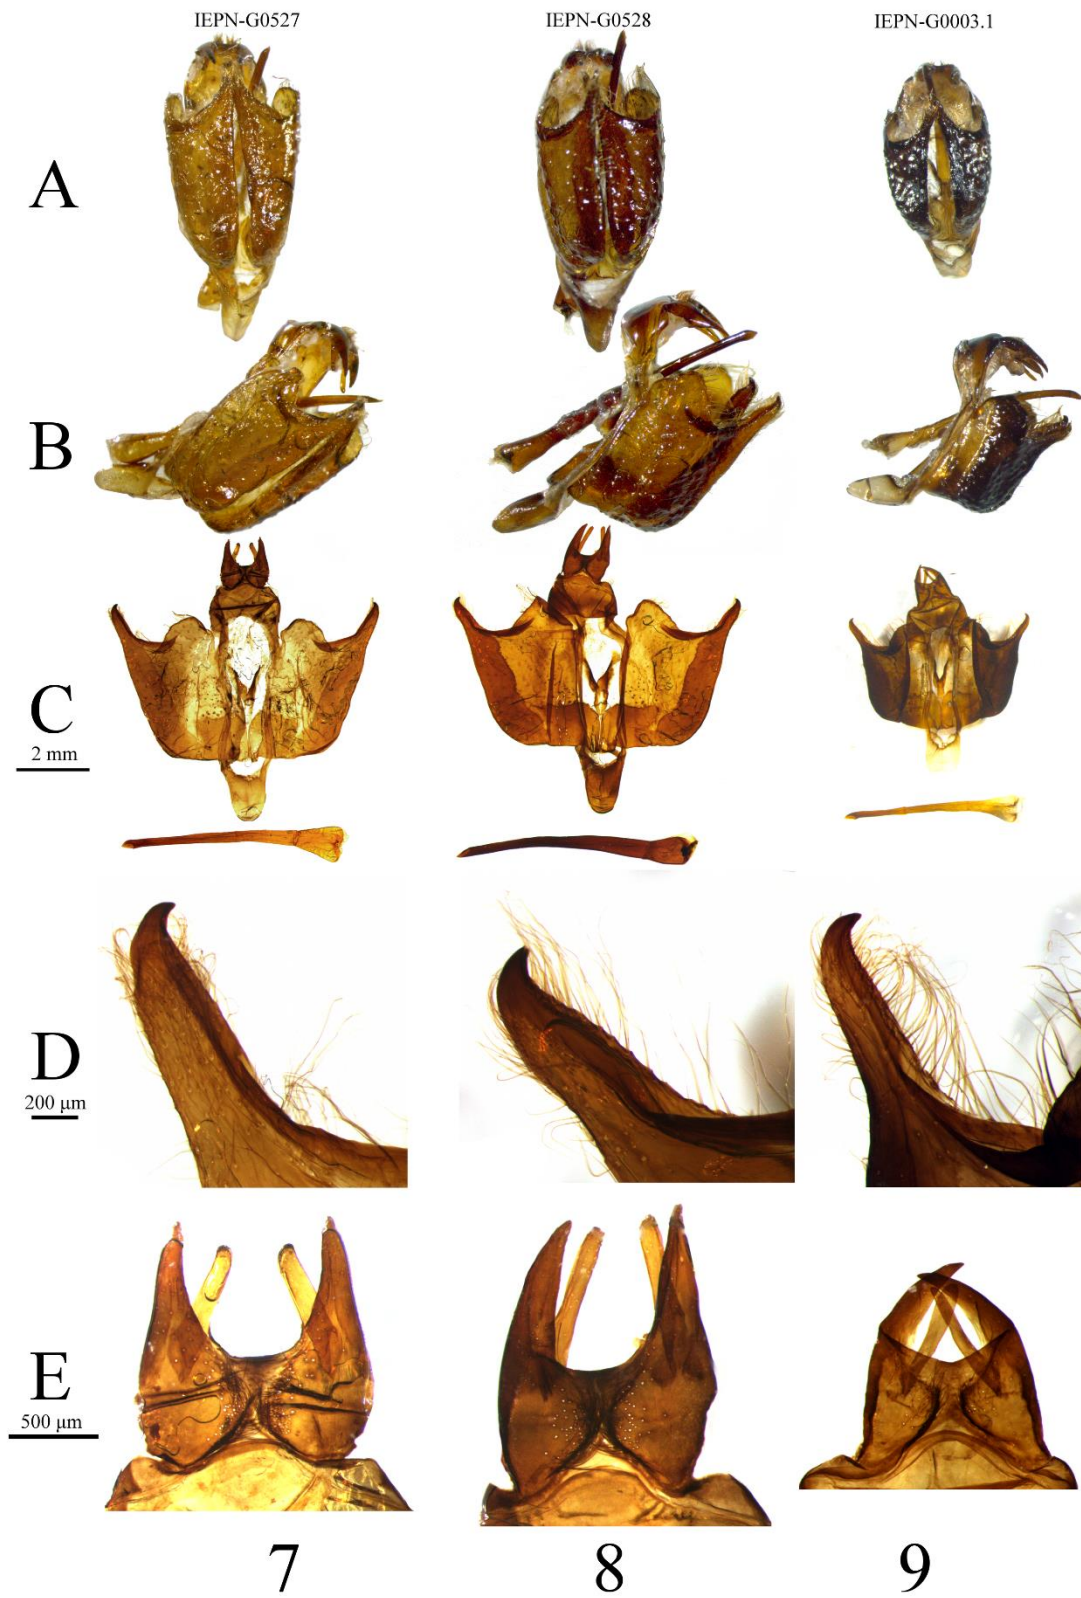 IEPN-G0527
IEPN-G0528
IEPN-G0003.1
A
B
C
2 mm
D
200 μm
E
500 μm
7
8
9